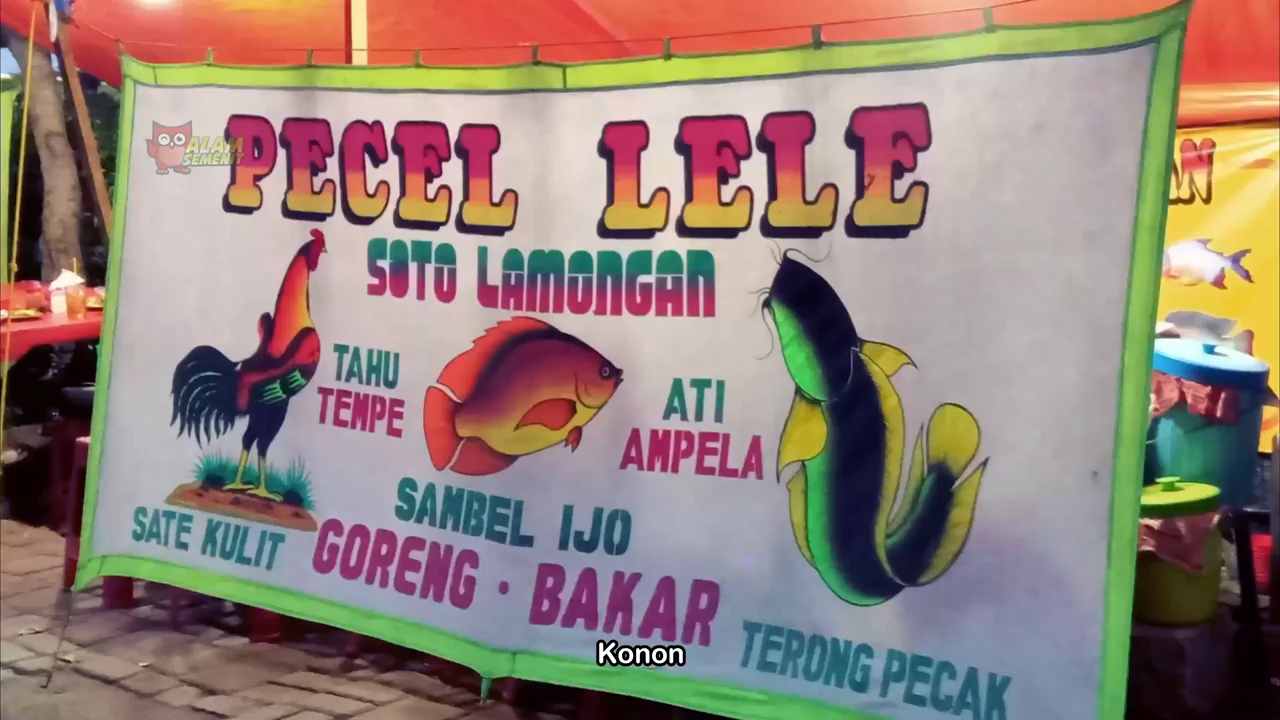 PECEL LELE
ALAM
SEMENIT
SOTO LAMONGAN
TAHU
TEMPE
ATI
AMPELA
SAMBEL IJO
SATE KULIT
GORENG · BAKAR
TERONG PECAK
Konon